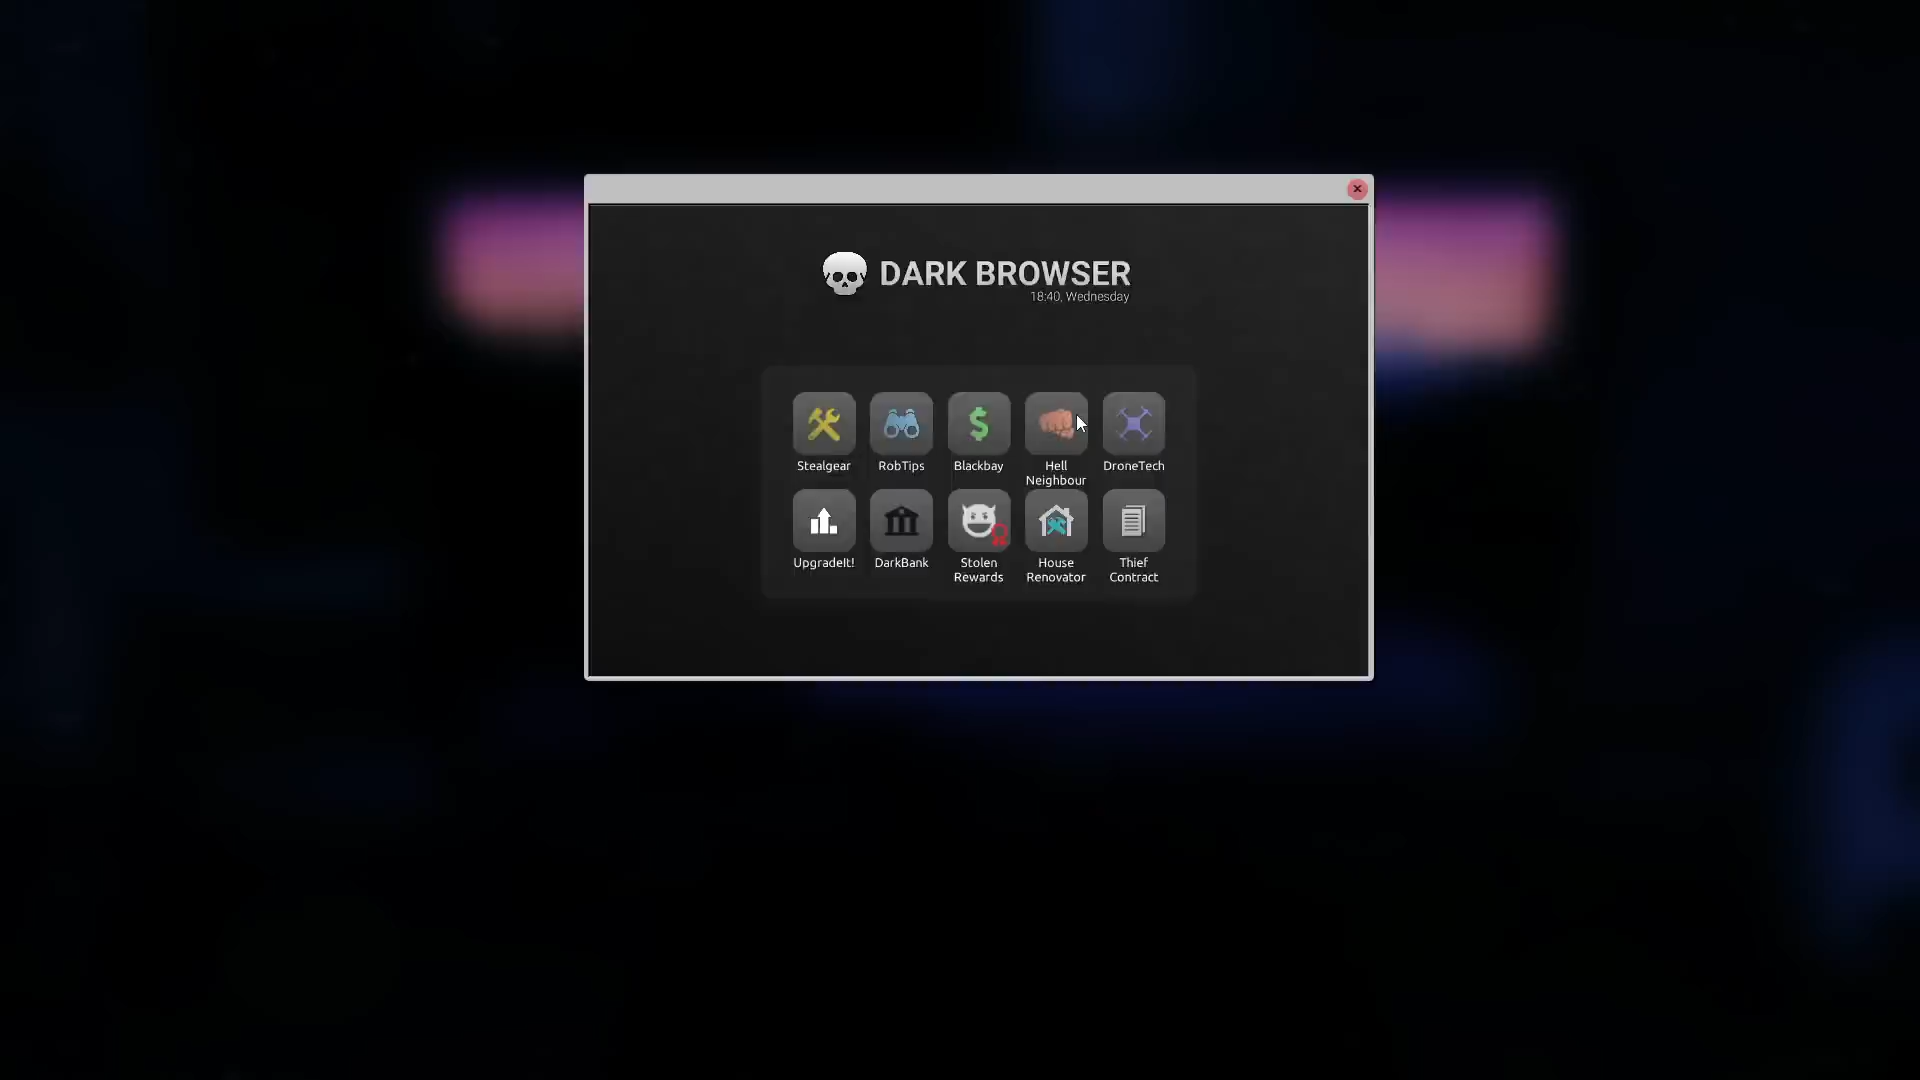 DARK BROWSER
18:40, Wednesday
Stealgear RobTips Blackbay Hell Neighbour DroneTech
UpgradeIt! DarkBank Stolen Rewards House Renovator Thief Contract